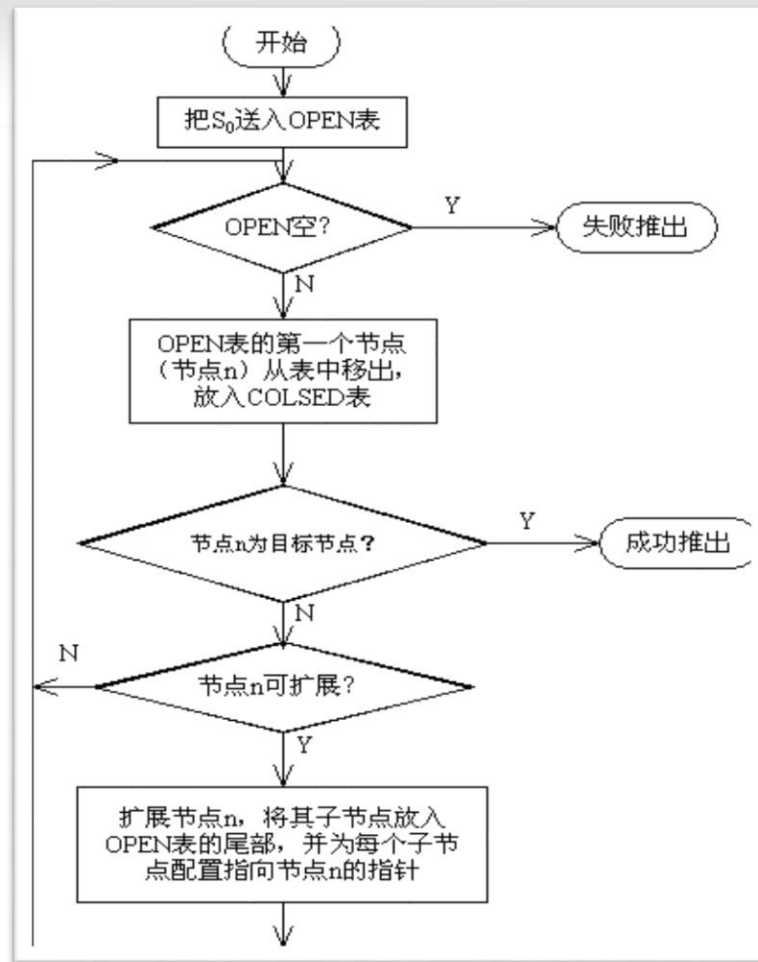 开始
把S₀送入OPEN表
OPEN空?
Y
失败推出
N
OPEN表的第一个节点
（节点n）从表中移出，
放入COLSED表
节点n为目标节点？
Y
成功推出
N
N
节点n可扩展?
Y
扩展节点n，将其子节点放入
OPEN表的尾部，并为每个子节
点配置指向节点n的指针